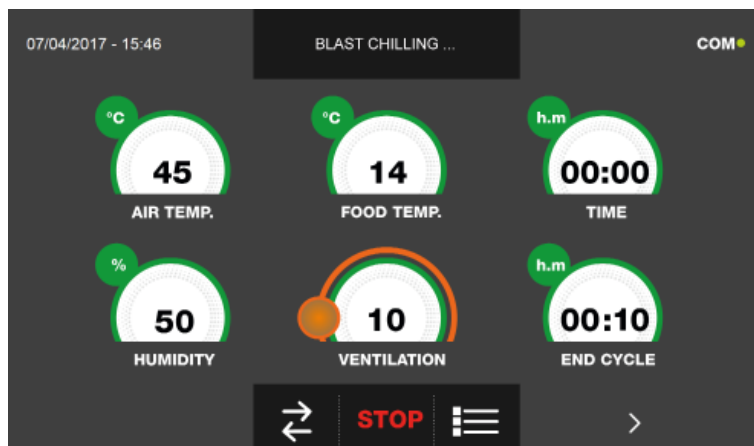 07/04/2017 - 15:46
BLAST CHILLING ...
COM
°C
45
AIR TEMP.
°C
14
FOOD TEMP.
h.m
00:00
TIME
%
50
HUMIDITY
10
VENTILATION
h.m
00:10
END CYCLE
STOP